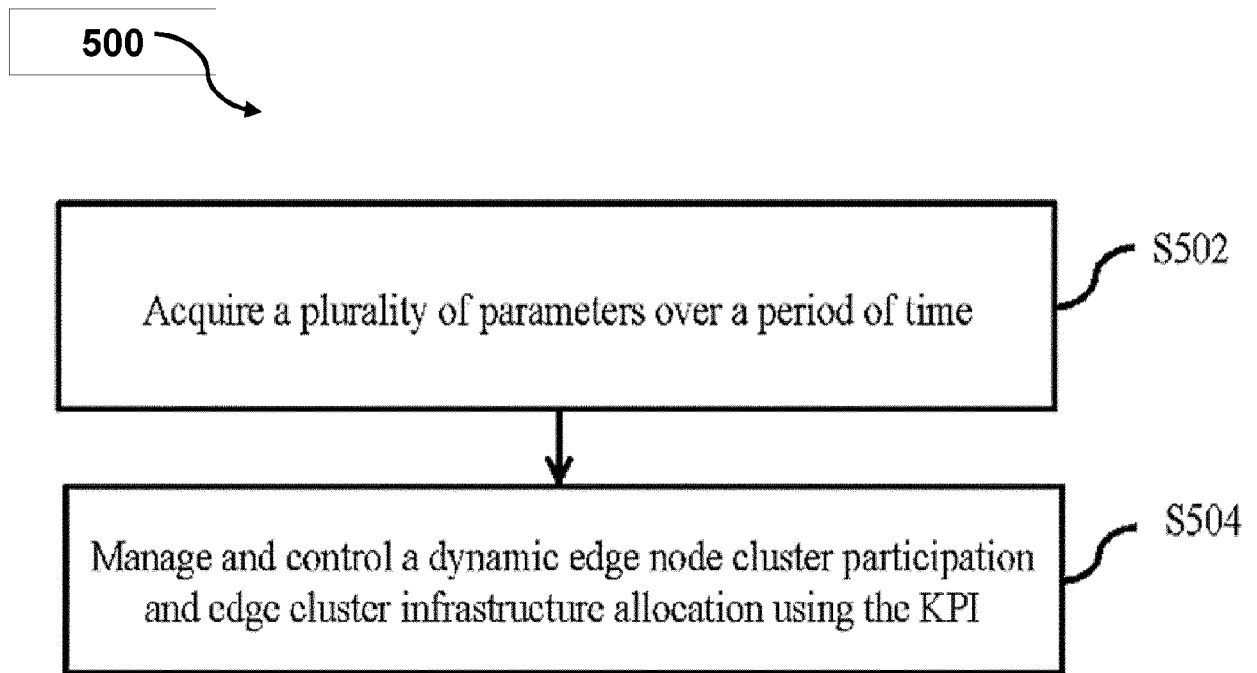 500
Acquire a plurality of parameters over a period of time
S502
Manage and control a dynamic edge node cluster participation
and edge cluster infrastructure allocation using the KPI
S504